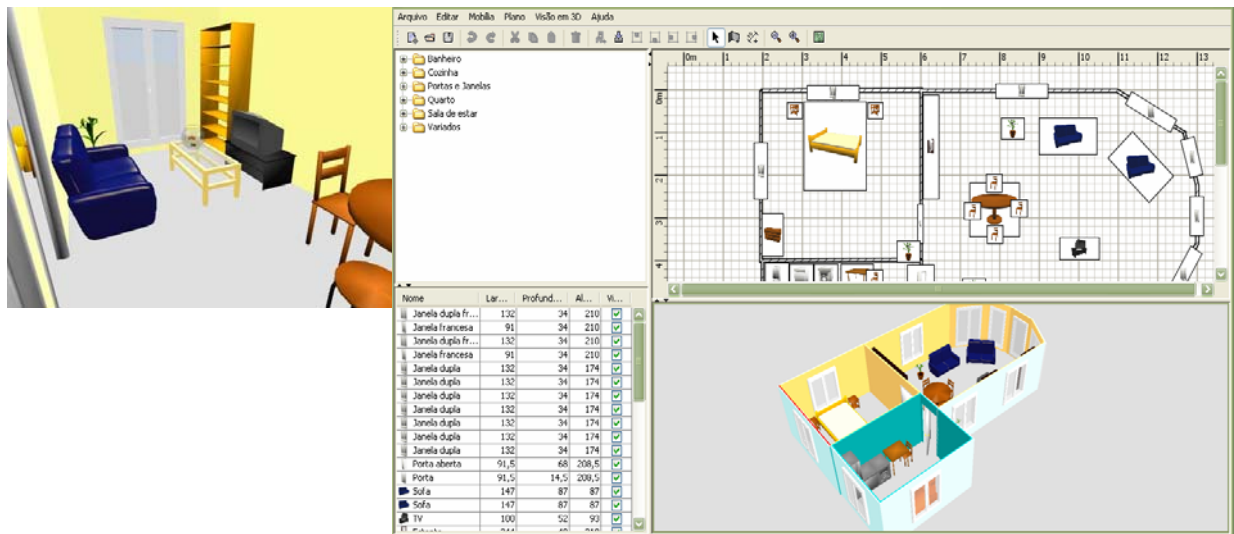 Arquivo Editar Mobília Plano Visão em 3D Ajuda
Banheiro
Cozinha
Portas e Janelas
Quarto
Sala de estar
Variados
0m 1 2 3 4 5 6 7 8 9 10 11 12 13
0m
1
2
3
4
Nome Lar... Profund... Al... Vi...
Janela dupla fr... 132 34 210
Janela francesa 91 34 210
Janela dupla fr... 132 34 210
Janela francesa 91 34 210
Janela dupla 132 34 174
Janela dupla 132 34 174
Janela dupla 132 34 174
Janela dupla 132 34 174
Janela dupla 132 34 174
Janela dupla 132 34 174
Janela dupla 132 34 174
Porta aberta 91,5 68 208,5
Porta 91,5 14,5 208,5
Sofa 147 87 87
Sofa 147 87 87
TV 100 52 93